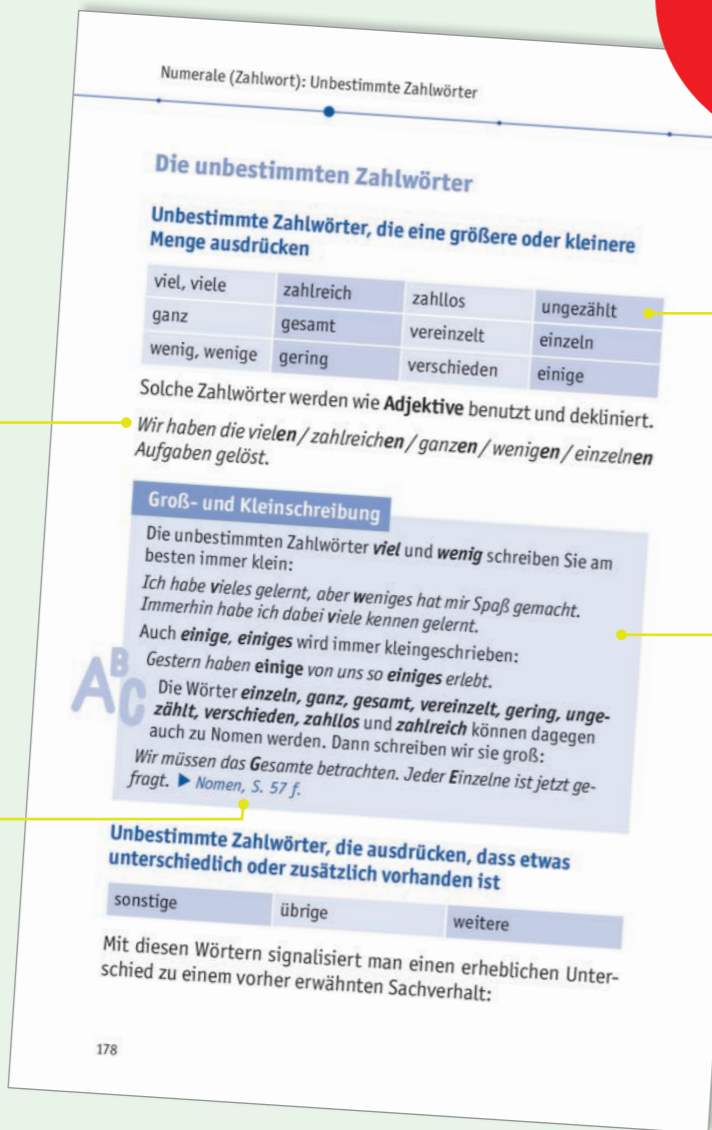 Numerale (Zahlwort): Unbestimmte Zahlwörter
Die unbestimmten Zahlwörter
Unbestimmte Zahlwörter, die eine größere oder kleinere
Menge ausdrücken
viel, viele zahlreich zahllos ungezählt
ganz gesamt vereinzelt einzeln
wenig, wenige gering verschieden einige
Solche Zahlwörter werden wie Adjektive benutzt und dekliniert.
Wir haben die vielen / zahlreichen / ganzen / wenigen / einzelnen
Aufgaben gelöst.
Groß- und Kleinschreibung
Die unbestimmten Zahlwörter viel und wenig schreiben Sie am
besten immer klein:
Ich habe vieles gelernt, aber weniges hat mir Spaß gemacht.
Immerhin habe ich dabei viele kennen gelernt.
Auch einige, einiges wird immer kleingeschrieben:
Gestern haben einige von uns so einiges erlebt.
ABC
Die Wörter einzeln, ganz, gesamt, vereinzelt, gering, unge-
zählt, verschieden, zahllos und zahlreich können dagegen
auch zu Nomen werden. Dann schreiben wir sie groß:
Wir müssen das Gesamte betrachten. Jeder Einzelne ist jetzt ge-
fragt. ▶ Nomen, S. 57 f.
Unbestimmte Zahlwörter, die ausdrücken, dass etwas
unterschiedlich oder zusätzlich vorhanden ist
sonstige übrige weitere
Mit diesen Wörtern signalisiert man einen erheblichen Unter-
schied zu einem vorher erwähnten Sachverhalt:
178